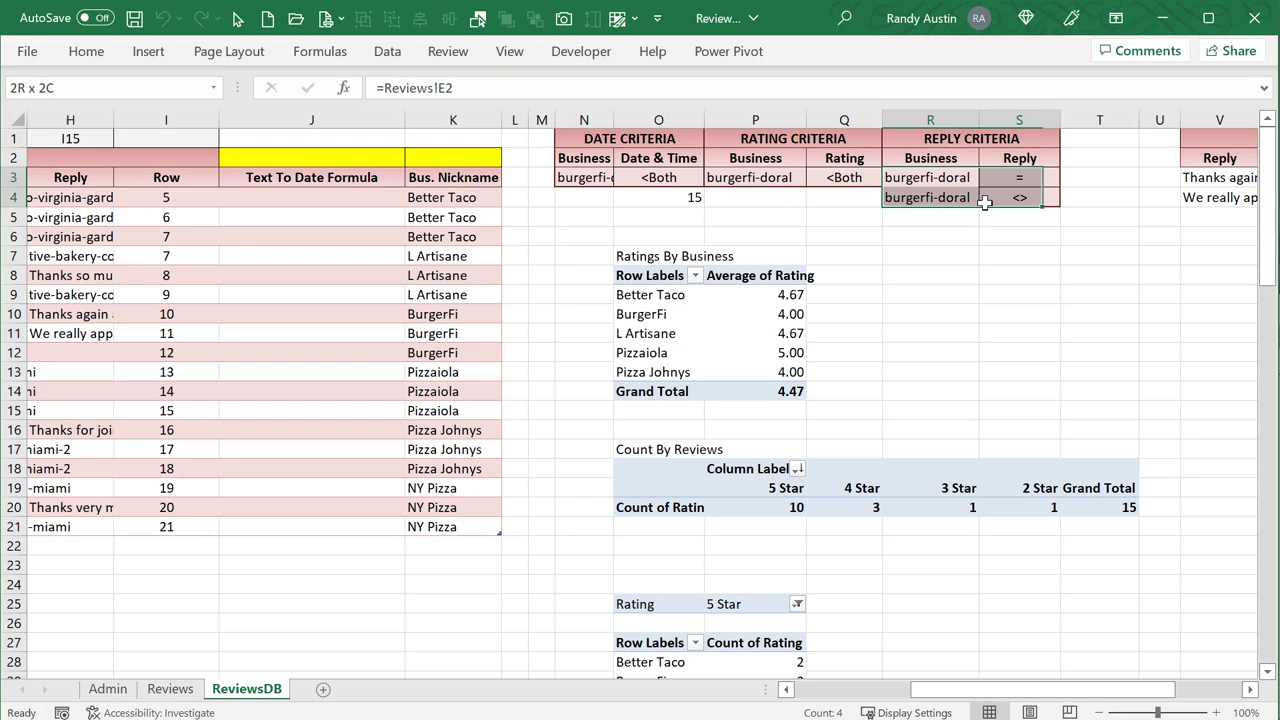 AutoSave Off Review... Randy Austin RA
File Home Insert Page Layout Formulas Data Review View Developer Help Power Pivot Comments Share
2R x 2C fx =Reviews!E2
H I J K L M N O P Q R S T U V
1 I15 DATE CRITERIA RATING CRITERIA REPLY CRITERIA
2 Business Date & Time Business Rating Business Reply Reply
3 Reply Row Text To Date Formula Bus. Nickname burgerfi-d <Both burgerfi-doral <Both burgerfi-doral = Thanks again
4 o-virginia-gard 5 Better Taco 15 burgerfi-doral <> We really app
5 o-virginia-gard 6 Better Taco
6 o-virginia-gard 7 Better Taco
7 tive-bakery-co 7 L Artisane Ratings By Business
8 Thanks so mu 8 L Artisane Row Labels Average of Rating
9 tive-bakery-co 9 L Artisane Better Taco 4.67
10 Thanks again a 10 BurgerFi BurgerFi 4.00
11 We really app 11 BurgerFi L Artisane 4.67
12 12 BurgerFi Pizzaiola 5.00
13 ni 13 Pizzaiola Pizza Johnys 4.00
14 ni 14 Pizzaiola Grand Total 4.47
15 ni 15 Pizzaiola
16 Thanks for joi 16 Pizza Johnys
17 niami-2 17 Pizza Johnys Count By Reviews
18 niami-2 18 Pizza Johnys Column Label
19 -miami 19 NY Pizza 5 Star 4 Star 3 Star 2 Star Grand Total
20 Thanks very m 20 NY Pizza Count of Ratin 10 3 1 1 15
21 -miami 21 NY Pizza
22
23
24
25 Rating 5 Star
26
27 Row Labels Count of Rating
28 Better Taco 2
Admin Reviews ReviewsDB
Ready Accessibility: Investigate Count: 4 Display Settings 100%